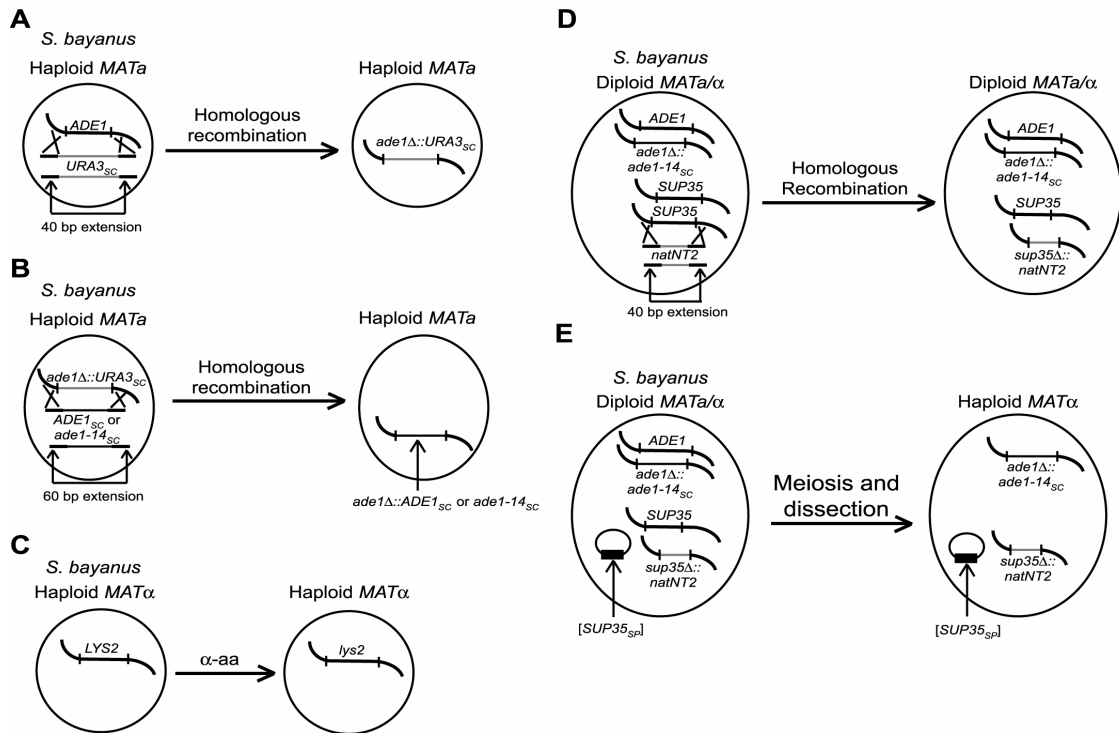 A
S. bayanus
Haploid MATa
ADE1
URA3SC
40 bp extension
Homologous
recombination
Haploid MATa
ade1Δ::URA3SC
B
S. bayanus
Haploid MATa
ade1Δ::URA3SC
ADE1SC or
ade1-14SC
60 bp extension
Homologous
recombination
Haploid MATa
ade1Δ::ADE1SC or ade1-14SC
C
S. bayanus
Haploid MATα
LYS2
α-aa
Haploid MATα
lys2
D
S. bayanus
Diploid MATa/α
ADE1
ade1Δ::
ade1-14SC
SUP35
SUP35
natNT2
40 bp extension
Homologous
Recombination
Diploid MATa/α
ADE1
ade1Δ::
ade1-14SC
SUP35
sup35Δ::
natNT2
E
S. bayanus
Diploid MATa/α
ADE1
ade1Δ::
ade1-14SC
SUP35
sup35Δ::
natNT2
[SUP35SP]
Meiosis and
dissection
Haploid MATα
ade1Δ::
ade1-14SC
sup35Δ::
natNT2
[SUP35SP]